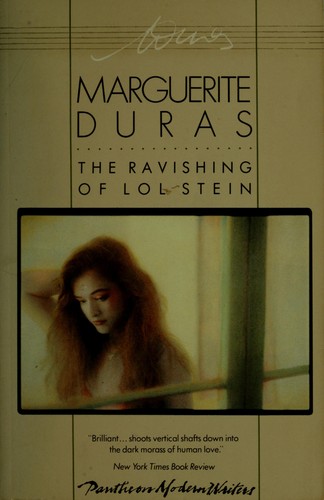 MARGUERITE
DURAS
THE RAVISHING
OF LOL STEIN
"Brilliant... shoots vertical shafts down into
the dark morass of human love."
New York Times Book Review
Pantheon Modern Writers